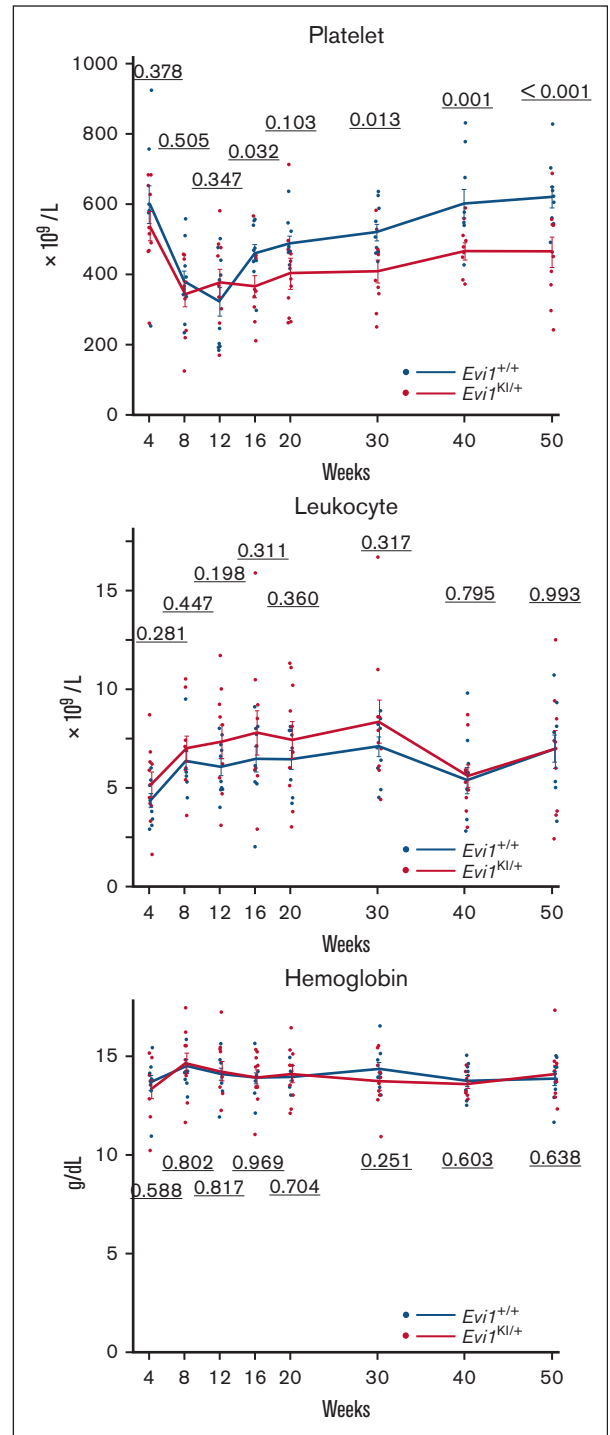 Platelet
1000
800
600
400
200
0
× 10⁹ /L
0.378
0.505
0.347
0.032
0.103
0.013
0.001
< 0.001
Evi1+/+
Evi1KI/+
4 8 12 16 20 30 40 50
Weeks
Leukocyte
15
10
5
0
× 10⁹ /L
0.281
0.447
0.198
0.311
0.360
0.317
0.795
0.993
Evi1+/+
Evi1KI/+
4 8 12 16 20 30 40 50
Weeks
Hemoglobin
15
10
5
0
g/dL
0.588
0.802
0.817
0.969
0.704
0.251
0.603
0.638
Evi1+/+
Evi1KI/+
4 8 12 16 20 30 40 50
Weeks